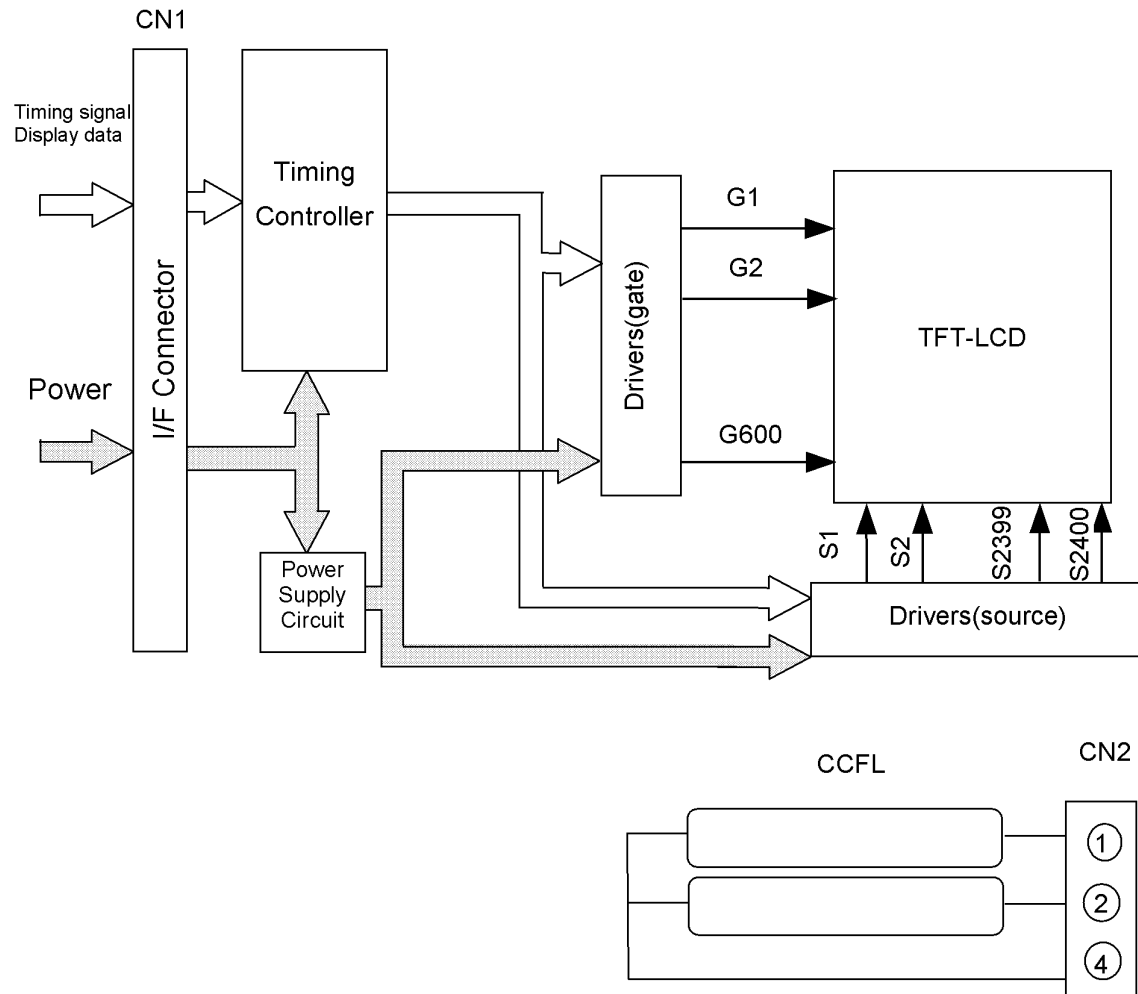 CN1
Timing signal
Display data
Power
I/F Connector
Timing
Controller
Power
Supply
Circuit
Drivers(gate)
G1
G2
G600
TFT-LCD
S1
S2
S2399
S2400
Drivers(source)
CCFL
CN2
1
2
4